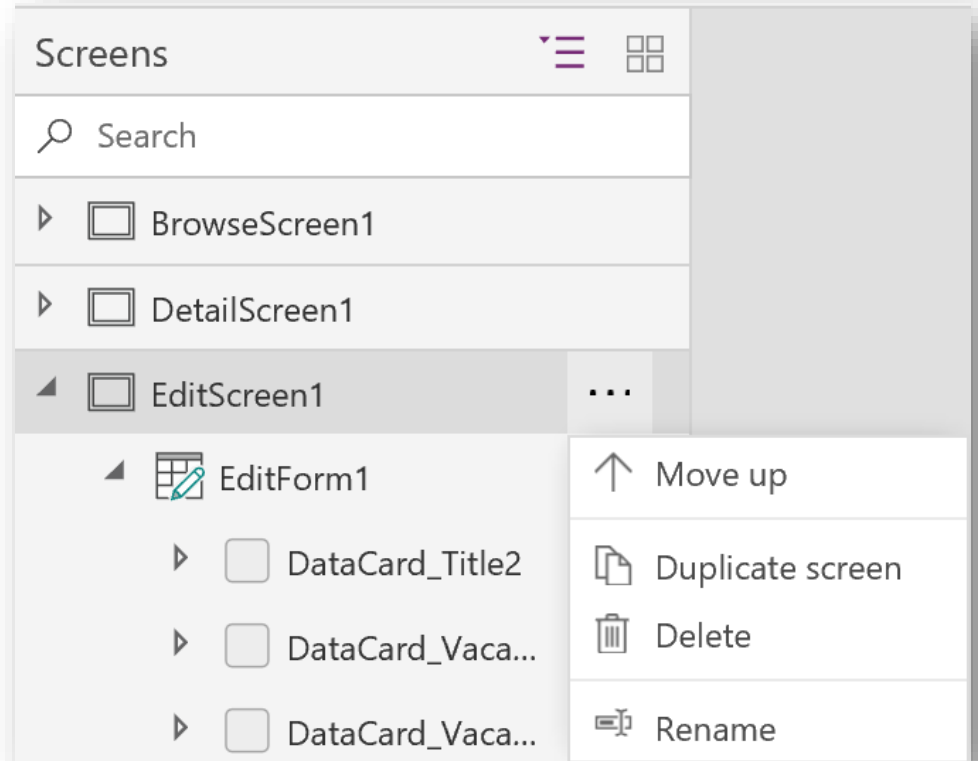 Screens
Search
BrowseScreen1
DetailScreen1
EditScreen1 ...
EditForm1
Move up
DataCard_Title2
Duplicate screen
Delete
DataCard_Vaca...
DataCard_Vaca...
Rename